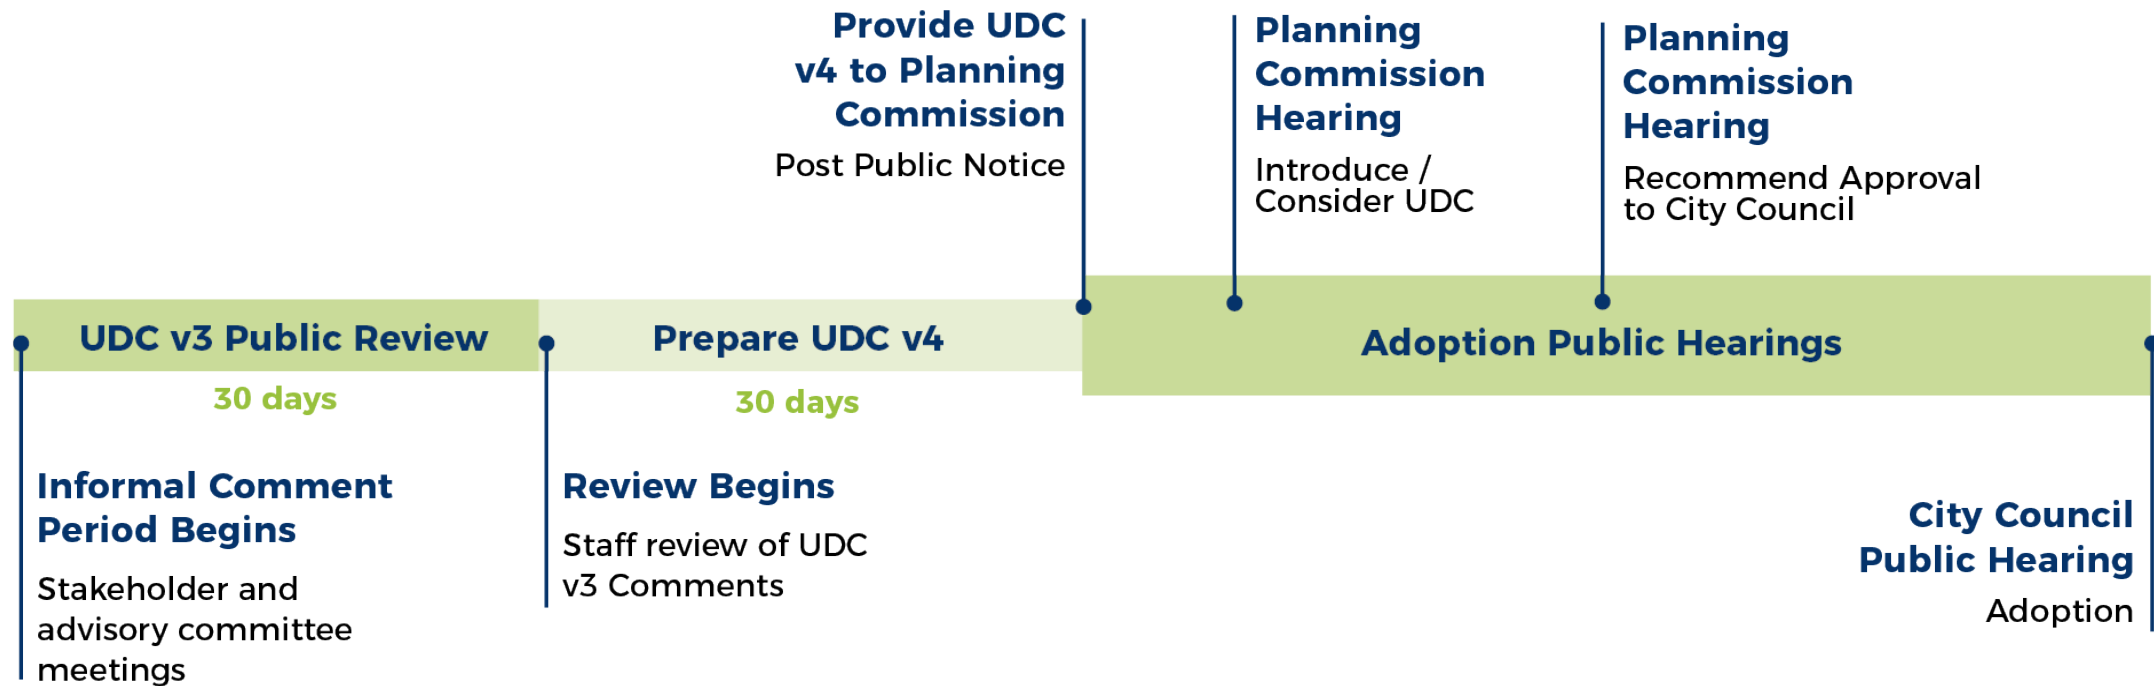 Provide UDC
v4 to Planning
Commission
Post Public Notice
Planning
Commission
Hearing
Introduce /
Consider UDC
Planning
Commission
Hearing
Recommend Approval
to City Council
UDC v3 Public Review
30 days
Prepare UDC v4
30 days
Adoption Public Hearings
Informal Comment
Period Begins
Stakeholder and
advisory committee
meetings
Review Begins
Staff review of UDC
v3 Comments
City Council
Public Hearing
Adoption